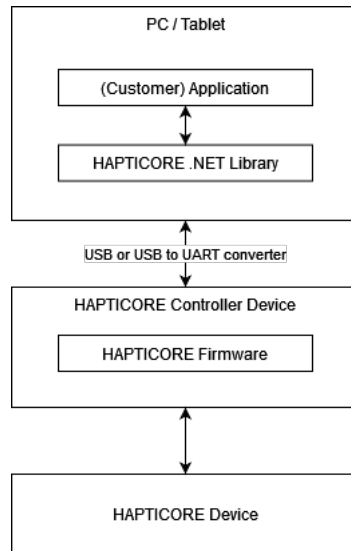 PC / Tablet
(Customer) Application
HAPTICORE .NET Library
USB or USB to UART converter
HAPTICORE Controller Device
HAPTICORE Firmware
HAPTICORE Device